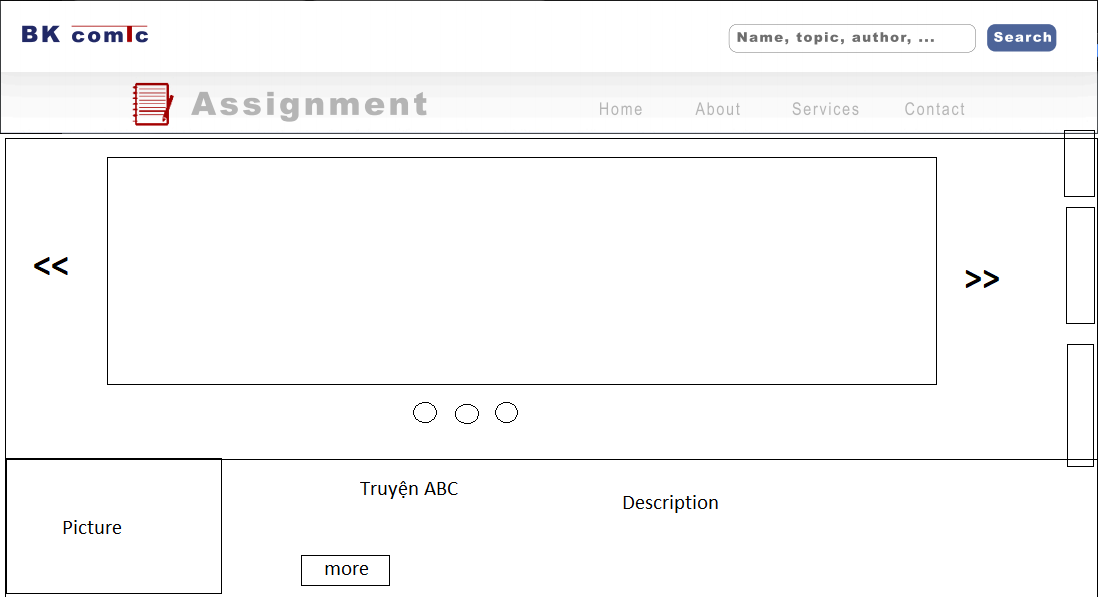 BK comIc
Name, topic, author, ...
Search
Assignment
Home
About
Services
Contact
<<
>>
Truyện ABC
Description
Picture
more